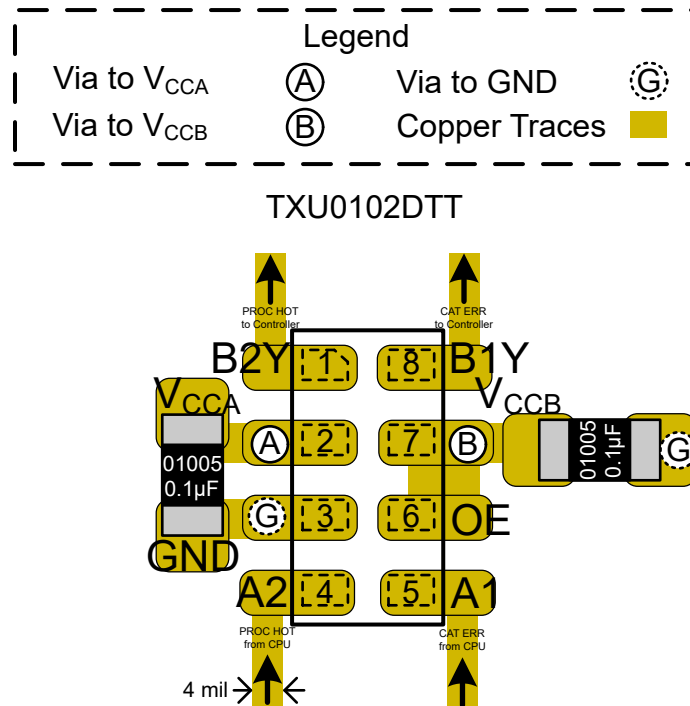 Legend
Via to VCCA A Via to GND G
Via to VCCB B Copper Traces
TXU0102DTT
PROC HOT
to Controller
CAT ERR
to Controller
B2Y 1 8 B1Y
VCCA VCCB
A 2 7 B
01005
0.1µF
01005
0.1µF
G
G 3 6 OE
GND
A2 4 5 A1
PROC HOT
from CPU
CAT ERR
from CPU
4 mil